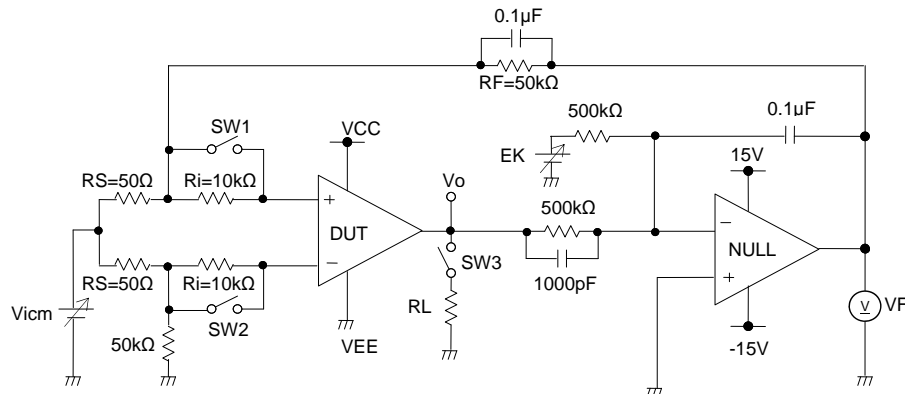 0.1µF
RF=50kΩ
500kΩ
0.1µF
SW1
VCC
EK
15V
RS=50Ω
Ri=10kΩ
Vo
500kΩ
+
DUT
−
−
NULL
+
RS=50Ω
Ri=10kΩ
SW3
1000pF
Vicm
SW2
RL
V
VF
50kΩ
VEE
-15V